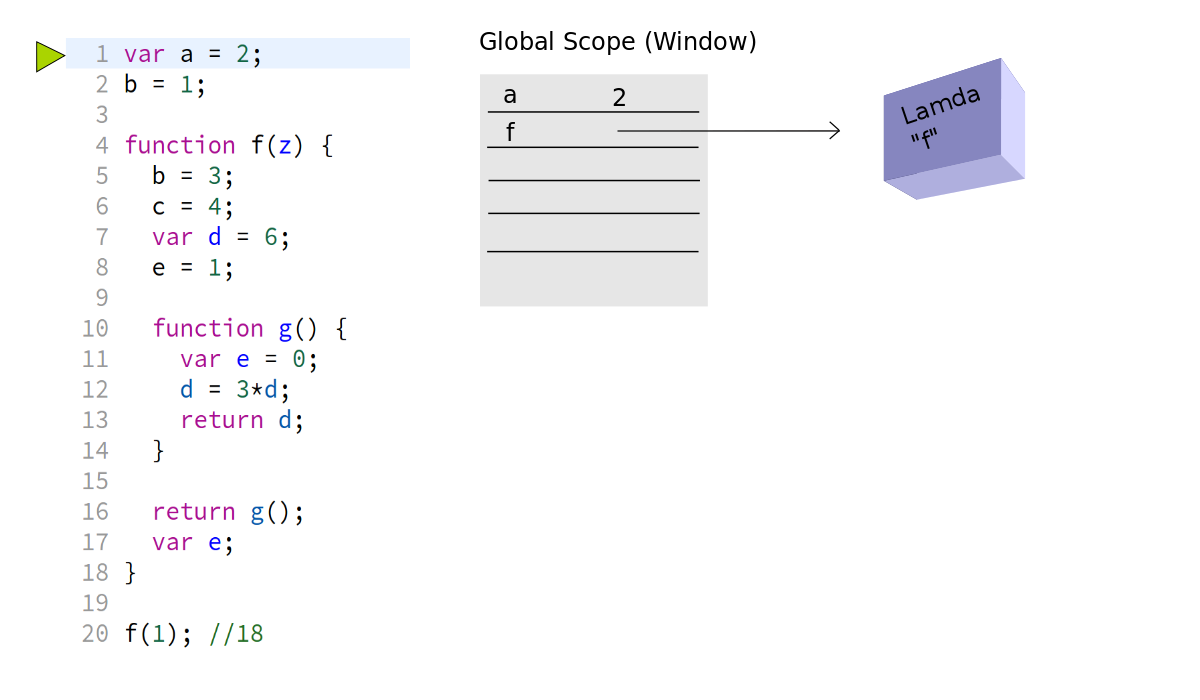 1 var a = 2;
2 b = 1;
3
4 function f(z) {
5   b = 3;
6   c = 4;
7   var d = 6;
8   e = 1;
9
10   function g() {
11     var e = 0;
12     d = 3*d;
13     return d;
14   }
15
16   return g();
17   var e;
18 }
19
20 f(1); //18
Global Scope (Window)
a 2
f
Lamda
"f"